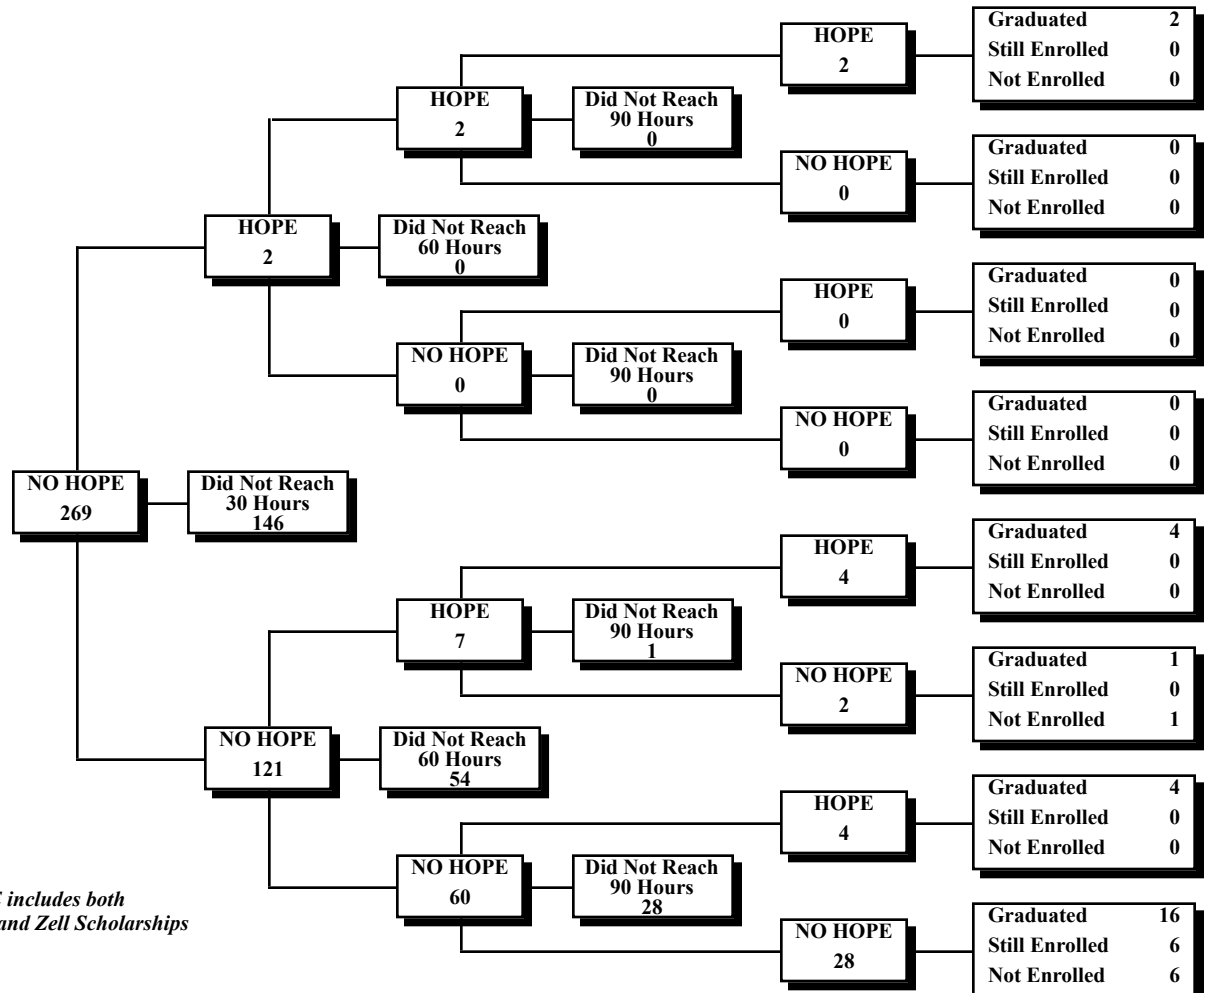 HOPE
2
Graduated 2
Still Enrolled 0
Not Enrolled 0
HOPE
2
Did Not Reach
90 Hours
0
NO HOPE
0
Graduated 0
Still Enrolled 0
Not Enrolled 0
HOPE
2
Did Not Reach
60 Hours
0
HOPE
0
Graduated 0
Still Enrolled 0
Not Enrolled 0
NO HOPE
0
Did Not Reach
90 Hours
0
NO HOPE
0
Graduated 0
Still Enrolled 0
Not Enrolled 0
NO HOPE
269
Did Not Reach
30 Hours
146
HOPE
4
Graduated 4
Still Enrolled 0
Not Enrolled 0
HOPE
7
Did Not Reach
90 Hours
1
NO HOPE
2
Graduated 1
Still Enrolled 0
Not Enrolled 1
NO HOPE
121
Did Not Reach
60 Hours
54
HOPE
4
Graduated 4
Still Enrolled 0
Not Enrolled 0
NO HOPE
60
Did Not Reach
90 Hours
28
NO HOPE
28
Graduated 16
Still Enrolled 6
Not Enrolled 6
includes both
and Zell Scholarships